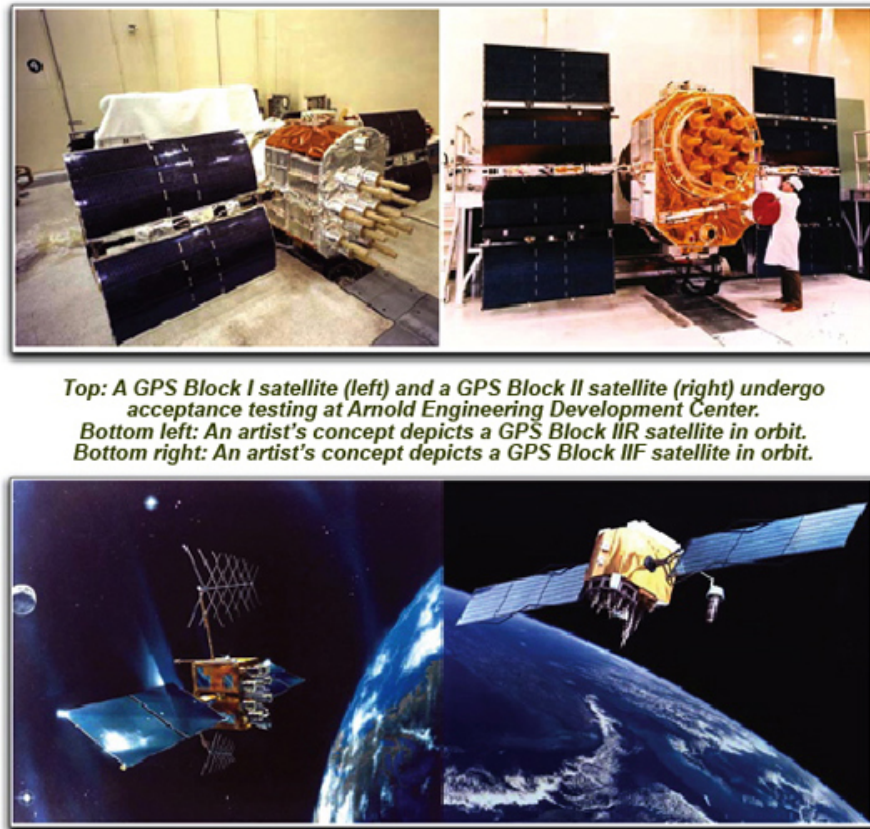 Top: A GPS Block I satellite (left) and a GPS Block II satellite (right) undergo
acceptance testing at Arnold Engineering Development Center.
Bottom left: An artist's concept depicts a GPS Block IIR satellite in orbit.
Bottom right: An artist's concept depicts a GPS Block IIF satellite in orbit.